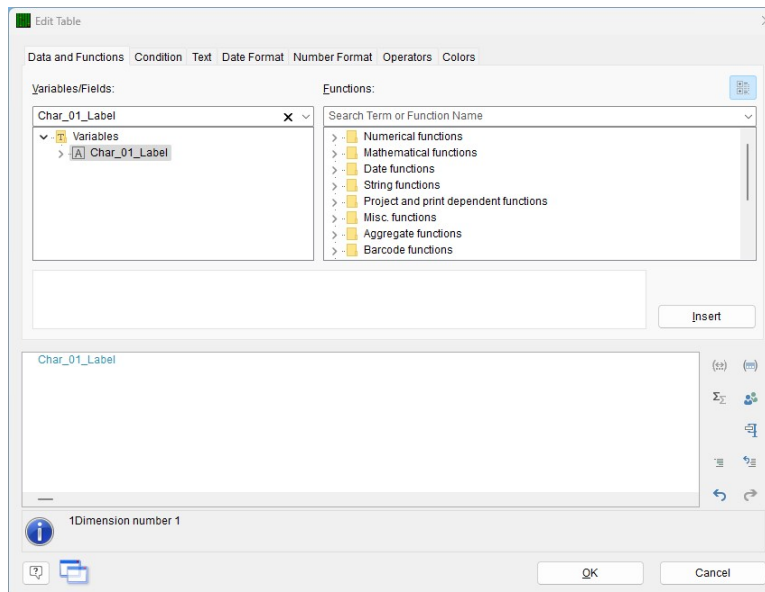 Edit Table
Data and Functions Condition Text Date Format Number Format Operators Colors
Variables/Fields: Functions:
Char_01_Label Search Term or Function Name
Variables
Char_01_Label
Numerical functions
Mathematical functions
Date functions
String functions
Project and print dependent functions
Misc. functions
Aggregate functions
Barcode functions
Insert
Char_01_Label
1Dimension number 1
OK Cancel